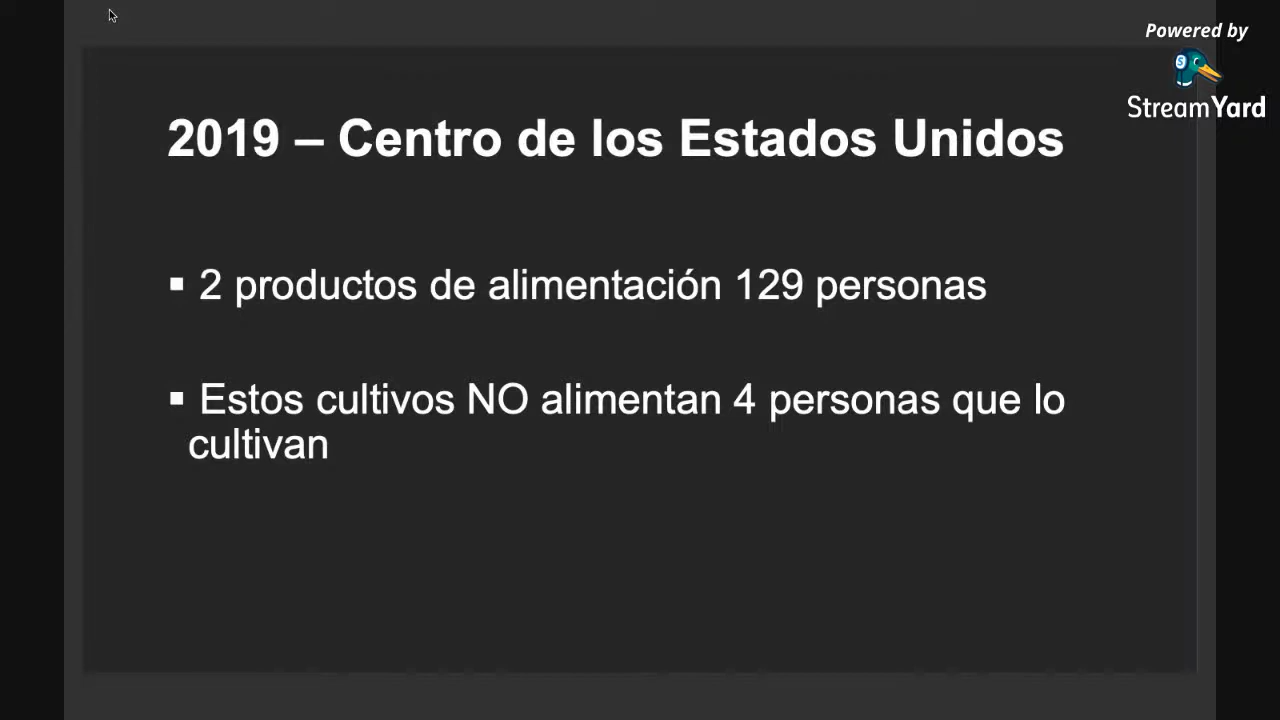 Powered by
StreamYard
2019 – Centro de los Estados Unidos
▪ 2 productos de alimentación 129 personas
▪ Estos cultivos NO alimentan 4 personas que lo
cultivan